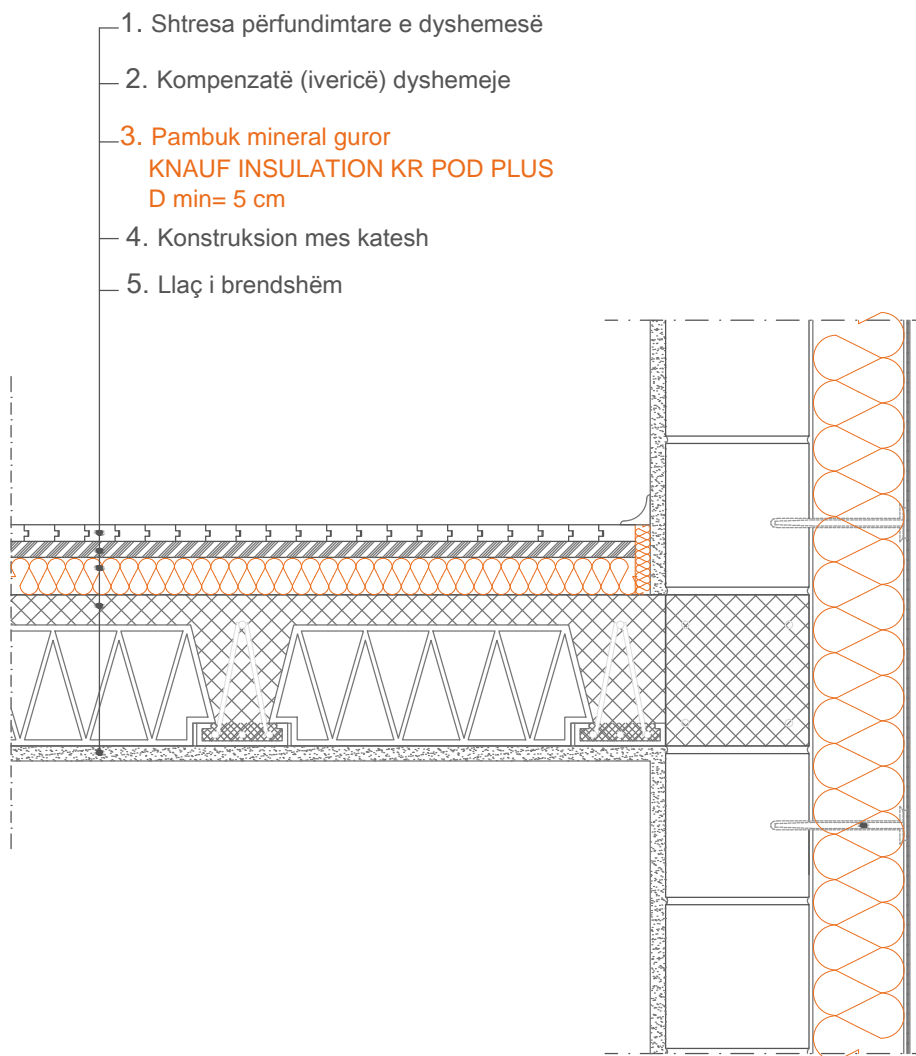 1. Shtresa përfundimtare e dyshemesë
2. Kompenzatë (ivericë) dyshemeje
3. Pambuk mineral guror
KNAUF INSULATION KR POD PLUS
D min= 5 cm
4. Konstruksion mes katesh
5. Llaç i brendshëm